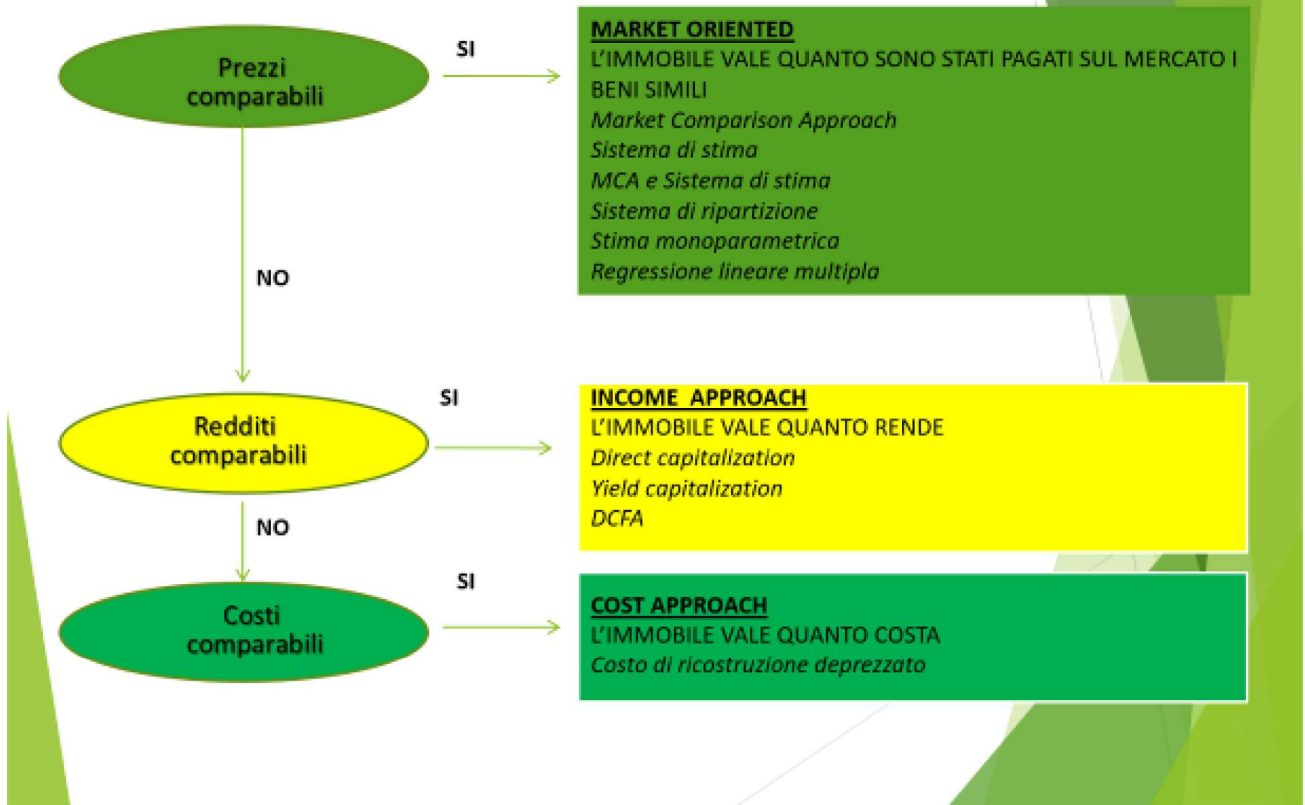 Prezzi
comparabili
SI
MARKET ORIENTED
L'IMMOBILE VALE QUANTO SONO STATI PAGATI SUL MERCATO I
BENI SIMILI
Market Comparison Approach
Sistema di stima
MCA e Sistema di stima
Sistema di ripartizione
Stima monoparametrica
Regressione lineare multipla
NO
Redditi
comparabili
SI
INCOME APPROACH
L'IMMOBILE VALE QUANTO RENDE
Direct capitalization
Yield capitalization
DCFA
NO
Costi
comparabili
SI
COST APPROACH
L'IMMOBILE VALE QUANTO COSTA
Costo di ricostruzione deprezzato